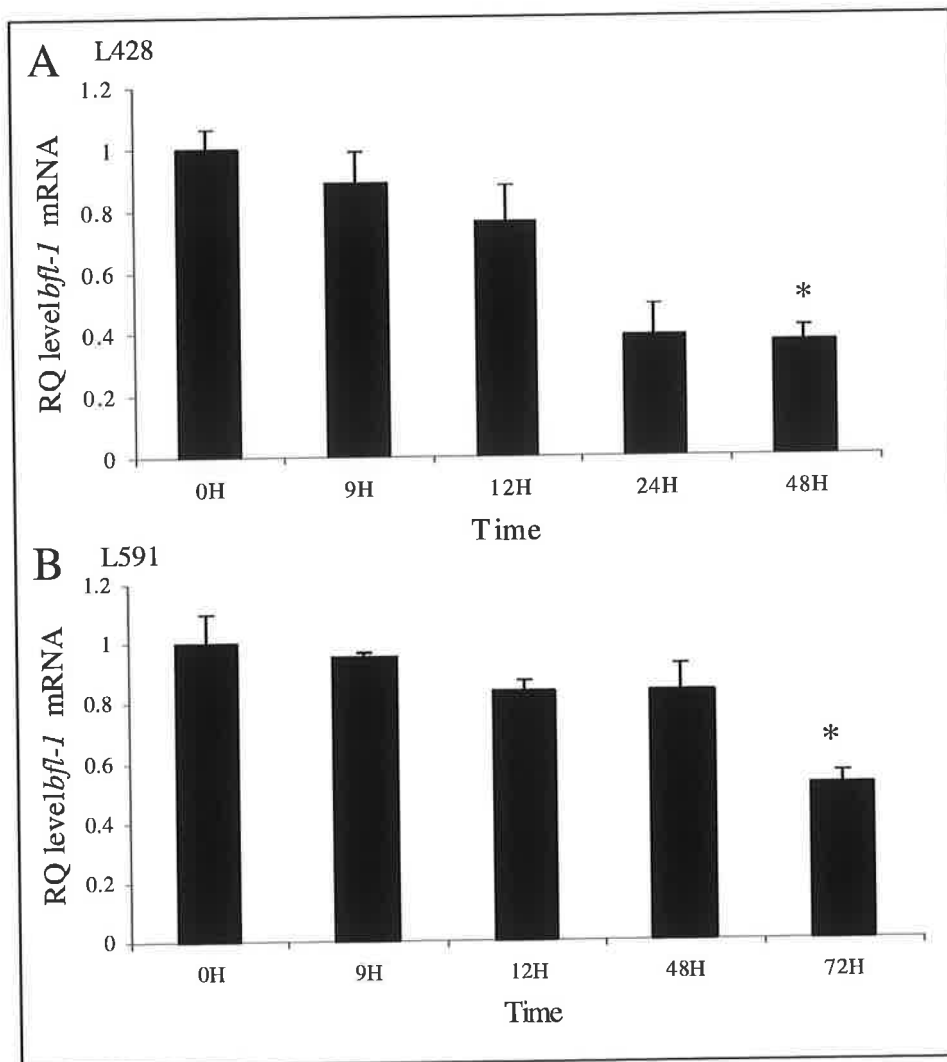 A L428
RQ level bfl-1 mRNA
1.2
1
0.8
0.6
0.4
0.2
0
*
0H 9H 12H 24H 48H
Time
B L591
RQ level bfl-1 mRNA
1.2
1
0.8
0.6
0.4
0.2
0
*
0H 9H 12H 48H 72H
Time